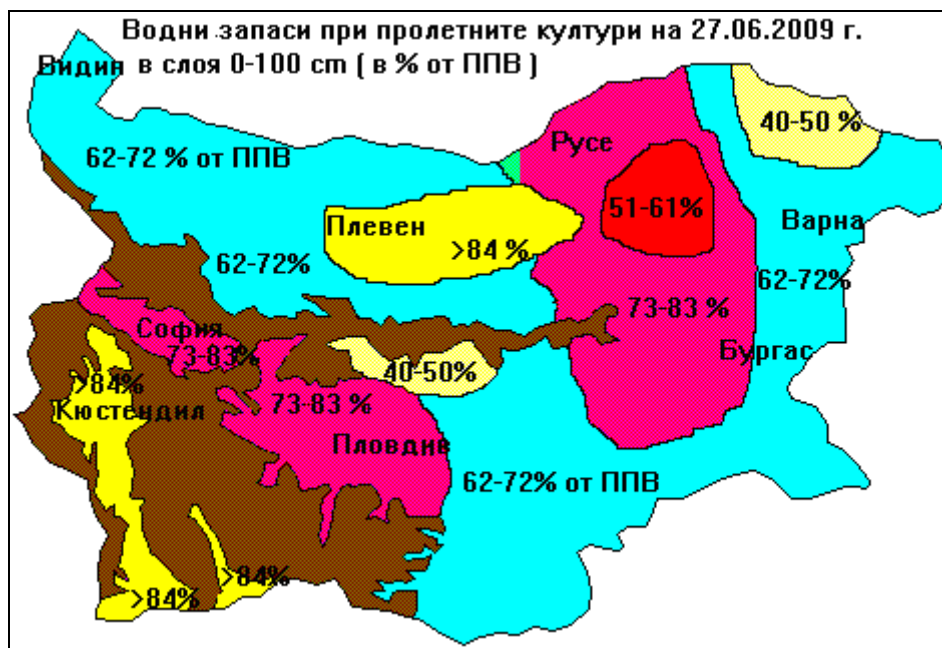 Водни запаси при пролетните култури на 27.06.2009 г.
Видин в слоя 0-100 cm ( в % от ППВ )
40-50 %
Русе
62-72 % от ППВ
51-61%
Плевен
Варна
>84 %
62-72%
62-72%
73-83 %
София
73-83%
Бургас
40-50%
>84%
Кюстендил
73-83 %
Пловдив
62-72% от ППВ
>84%
>84%